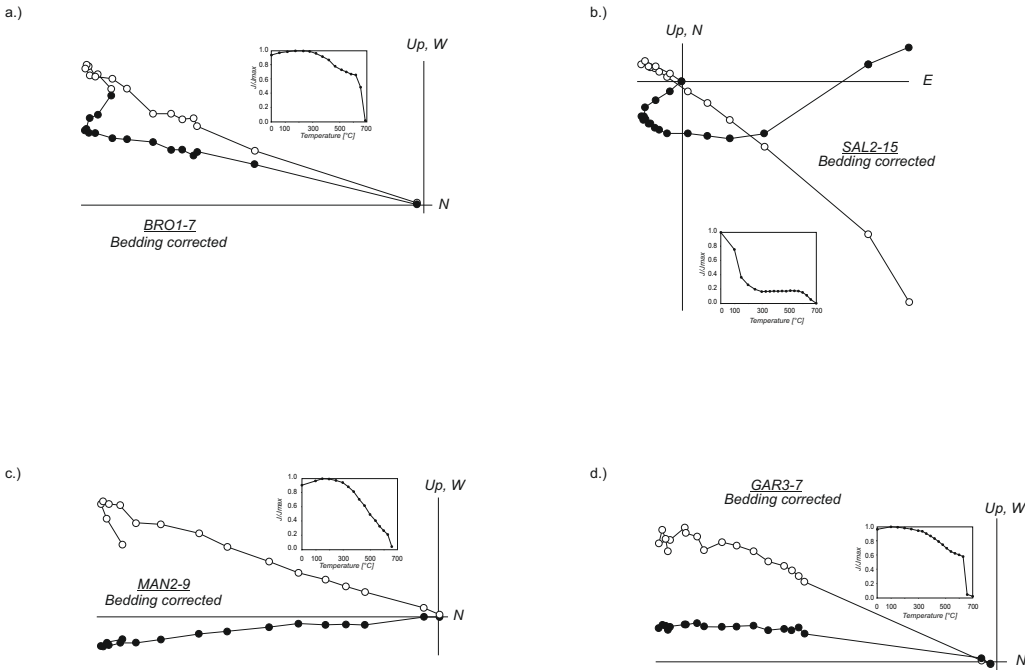 a.)
Up, W
1.0
0.8
0.6
0.4
0.2
0.0
J/Jmax
0 100 300 500 700
Temperature [°C]
N
BRO1-7
Bedding corrected
b.)
Up, N
E
SAL2-15
Bedding corrected
1.0
0.8
0.6
0.4
0.2
0.0
J/Jmax
0 100 300 500 700
Temperature [°C]
c.)
Up, W
1.0
0.8
0.6
0.4
0.2
0.0
J/Jmax
0 100 300 500 700
Temperature [°C]
MAN2-9
Bedding corrected
N
d.)
GAR3-7
Bedding corrected
Up, W
1.0
0.8
0.6
0.4
0.2
0.0
J/Jmax
0 100 300 500 700
Temperature [°C]
N